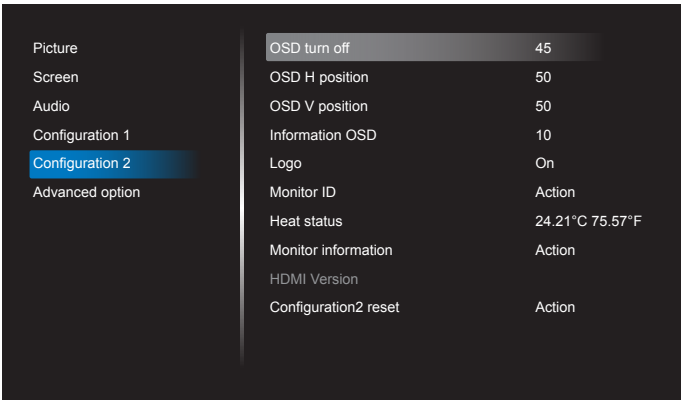 Picture
Screen
Audio
Configuration 1
Configuration 2
Advanced option
OSD turn off 45
OSD H position 50
OSD V position 50
Information OSD 10
Logo On
Monitor ID Action
Heat status 24.21°C 75.57°F
Monitor information Action
HDMI Version
Configuration2 reset Action